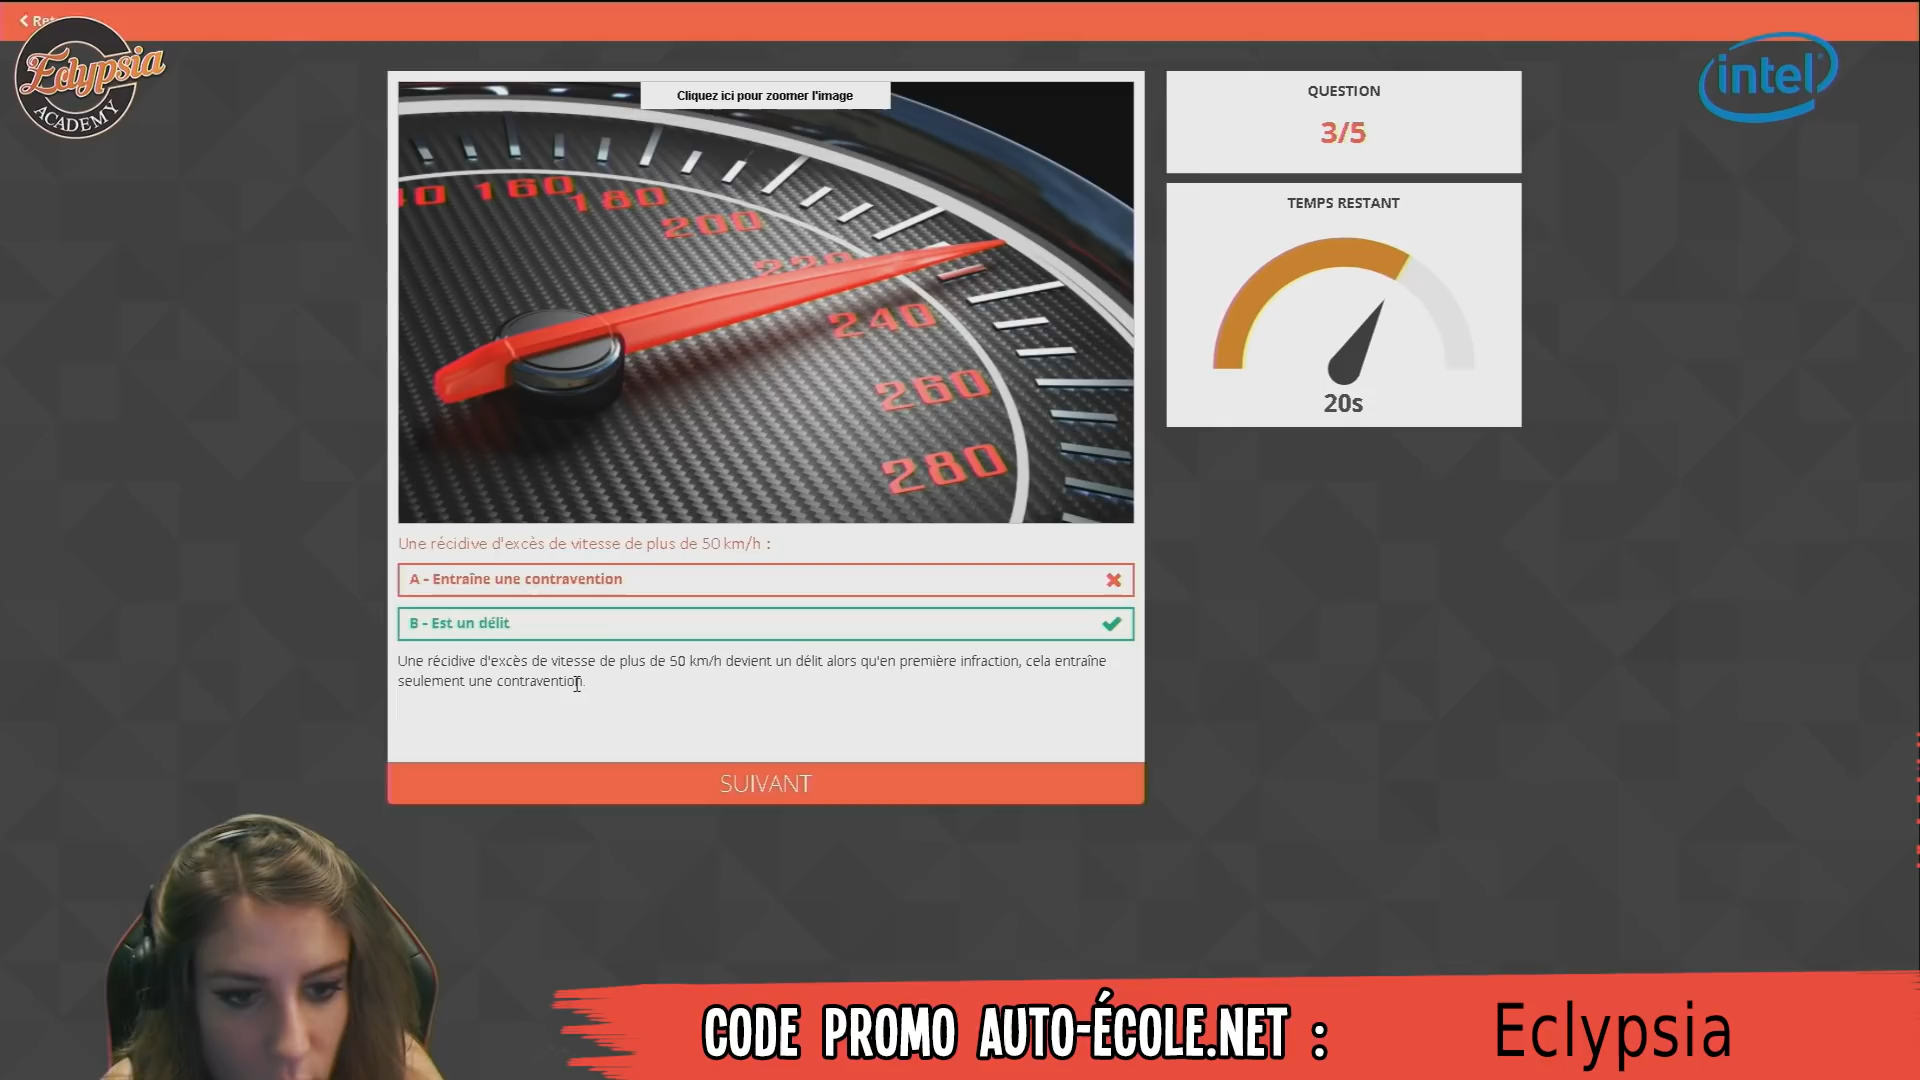 Ret
Eclypsia
ACADEMY
intel
Cliquez ici pour zoomer l'image
QUESTION
3/5
TEMPS RESTANT
20s
160
180
200
220
240
260
280
Une récidive d'excès de vitesse de plus de 50 km/h :
A - Entraîne une contravention
B - Est un délit
Une récidive d'excès de vitesse de plus de 50 km/h devient un délit alors qu'en première infraction, cela entraîne
seulement une contravention.
SUIVANT
CODE PROMO AUTO-ÉCOLE.NET :
Eclypsia